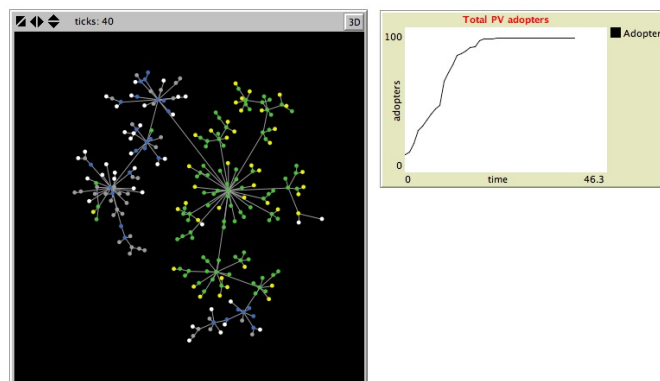 ticks: 40
3D
Total PV adopters
100
adopters
0
0
time
46.3
Adopter